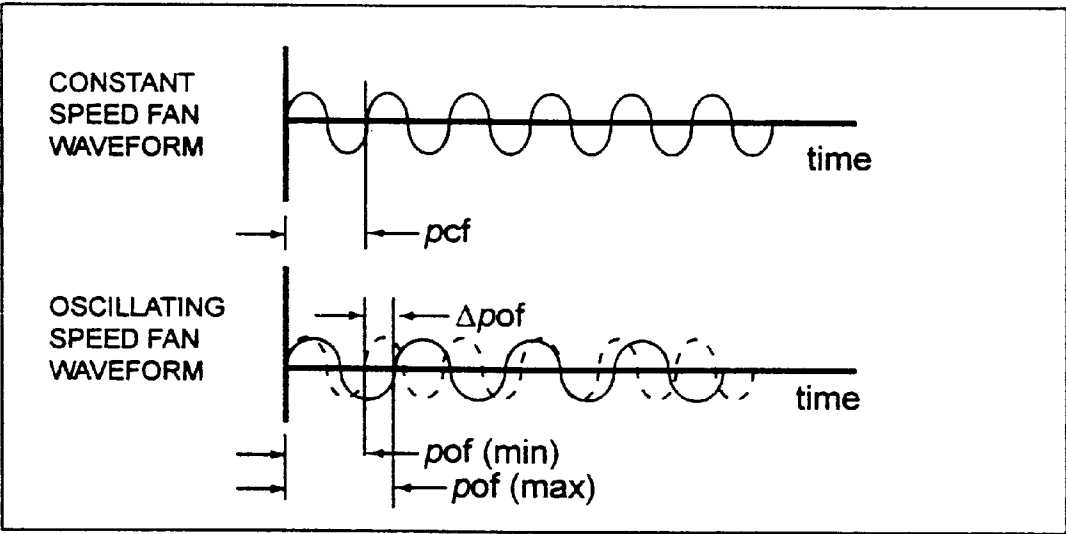 CONSTANT
SPEED FAN
WAVEFORM
time
pcf
OSCILLATING
SPEED FAN
WAVEFORM
Δpof
time
pof (min)
pof (max)